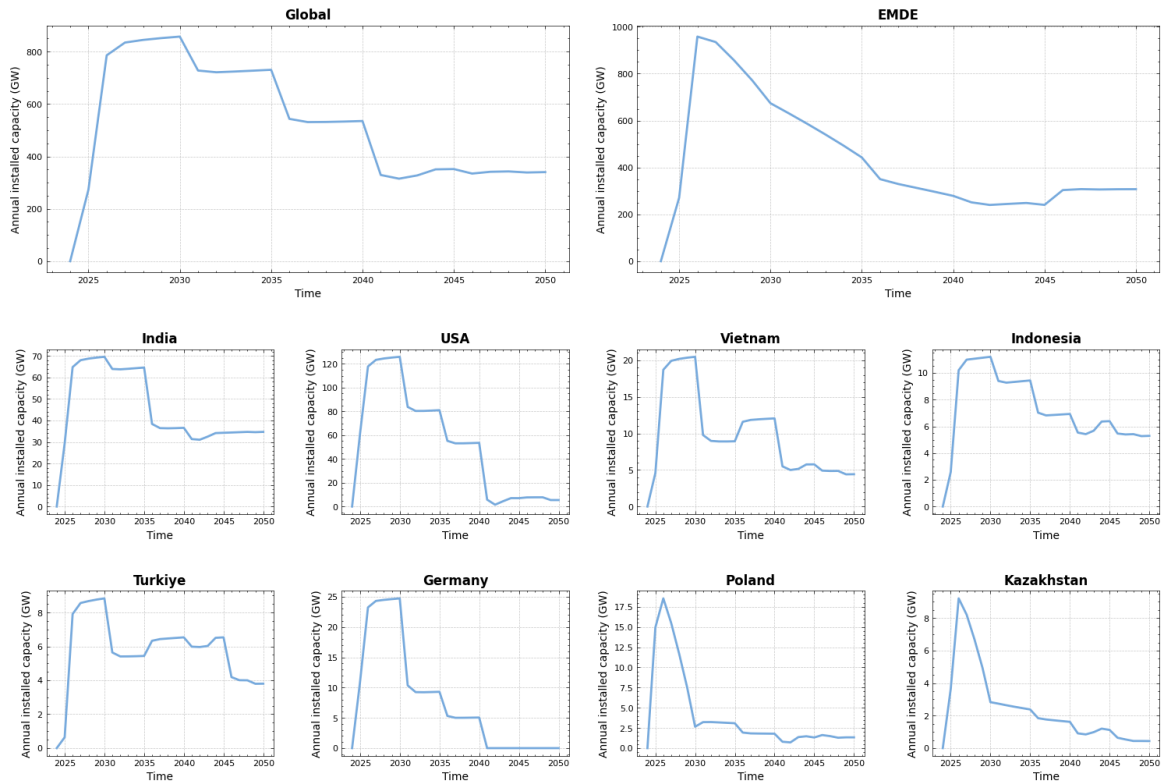 Global
Annual installed capacity (GW)
800
600
400
200
0
2025 2030 2035 2040 2045 2050
Time
EMDE
Annual installed capacity (GW)
1000
800
600
400
200
0
2025 2030 2035 2040 2045 2050
Time
India
Annual installed capacity (GW)
70
60
50
40
30
20
10
0
2025 2030 2035 2040 2045 2050
Time
USA
Annual installed capacity (GW)
120
100
80
60
40
20
0
2025 2030 2035 2040 2045 2050
Time
Vietnam
Annual installed capacity (GW)
20
15
10
5
0
2025 2030 2035 2040 2045 2050
Time
Indonesia
Annual installed capacity (GW)
10
8
6
4
2
0
2025 2030 2035 2040 2045 2050
Time
Turkiye
Annual installed capacity (GW)
8
6
4
2
0
2025 2030 2035 2040 2045 2050
Time
Germany
Annual installed capacity (GW)
25
20
15
10
5
0
2025 2030 2035 2040 2045 2050
Time
Poland
Annual installed capacity (GW)
17.5
15.0
12.5
10.0
7.5
5.0
2.5
0.0
2025 2030 2035 2040 2045 2050
Time
Kazakhstan
Annual installed capacity (GW)
8
6
4
2
0
2025 2030 2035 2040 2045 2050
Time